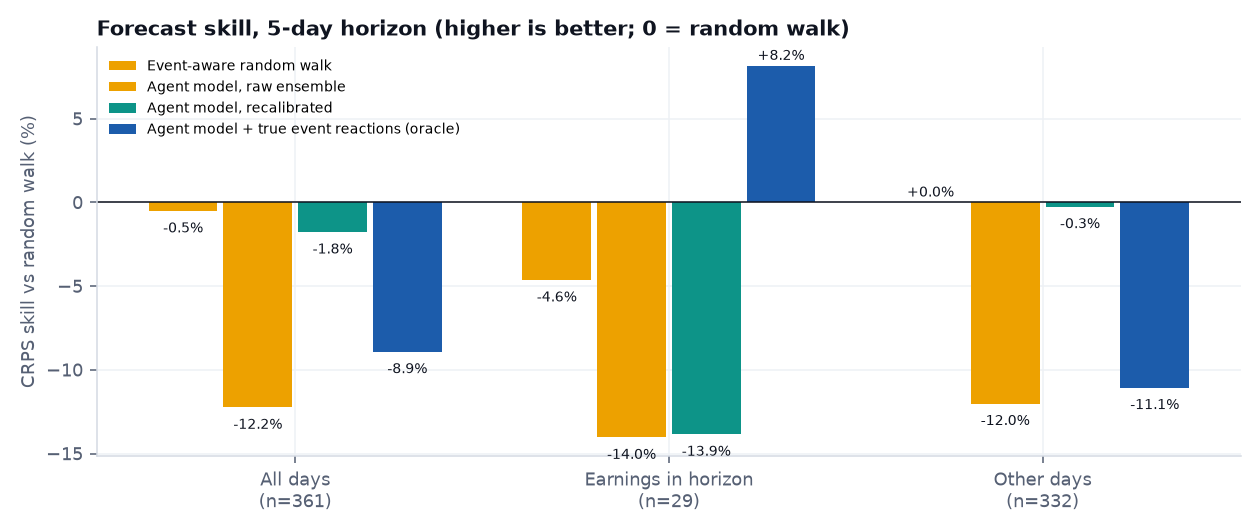 Forecast skill, 5-day horizon (higher is better; 0 = random walk)
Event-aware random walk
Agent model, raw ensemble
Agent model, recalibrated
Agent model + true event reactions (oracle)
CRPS skill vs random walk (%)
5
0
−5
−10
−15
-0.5%
-12.2%
-1.8%
-8.9%
-4.6%
-14.0%
-13.9%
+8.2%
+0.0%
-12.0%
-0.3%
-11.1%
All days
(n=361)
Earnings in horizon
(n=29)
Other days
(n=332)